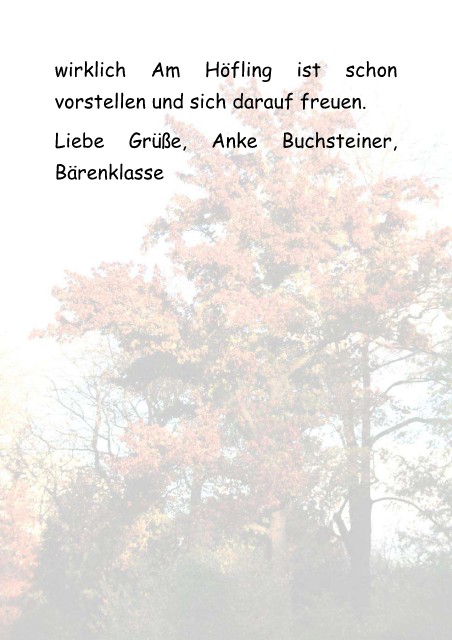 wirklich Am Höfling ist schon
vorstellen und sich darauf freuen.
Liebe Grüße, Anke Buchsteiner,
Bärenklasse